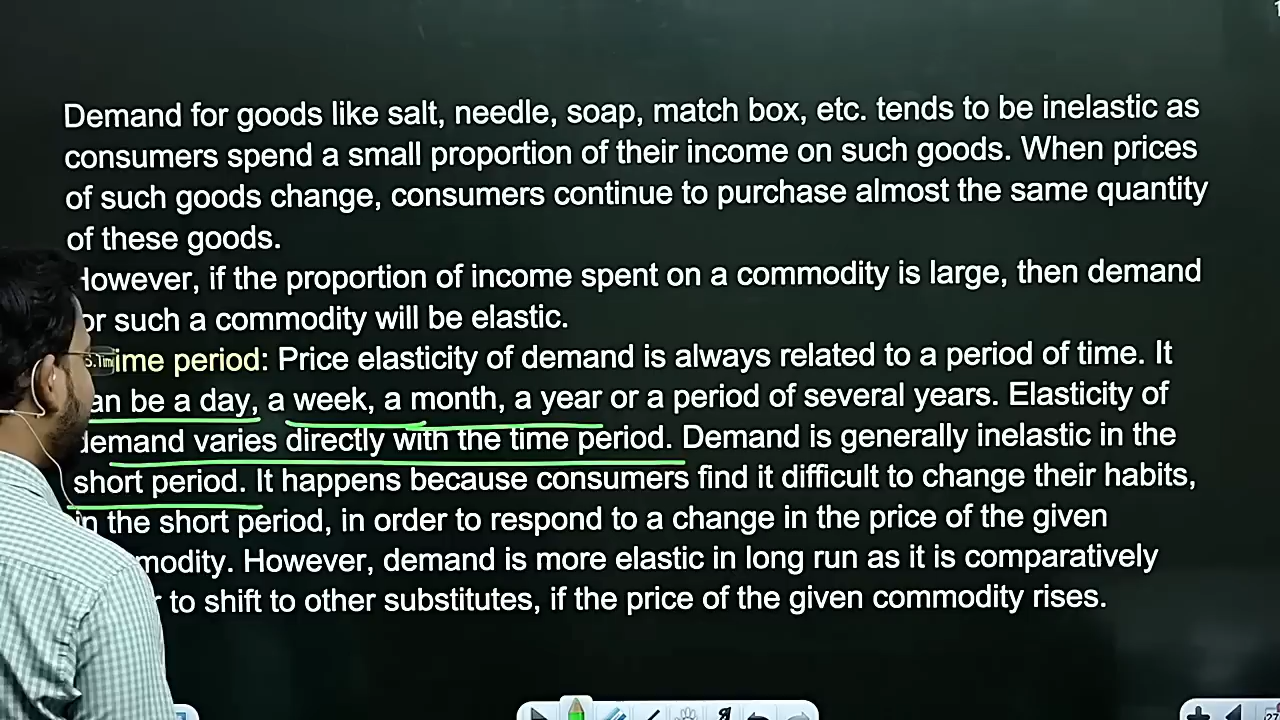 Demand for goods like salt, needle, soap, match box, etc. tends to be inelastic as
consumers spend a small proportion of their income on such goods. When prices
of such goods change, consumers continue to purchase almost the same quantity
of these goods.
However, if the proportion of income spent on a commodity is large, then demand
or such a commodity will be elastic.
ime period: Price elasticity of demand is always related to a period of time. It
an be a day, a week, a month, a year or a period of several years. Elasticity of
demand varies directly with the time period. Demand is generally inelastic in the
short period. It happens because consumers find it difficult to change their habits,
in the short period, in order to respond to a change in the price of the given
modity. However, demand is more elastic in long run as it is comparatively
r to shift to other substitutes, if the price of the given commodity rises.